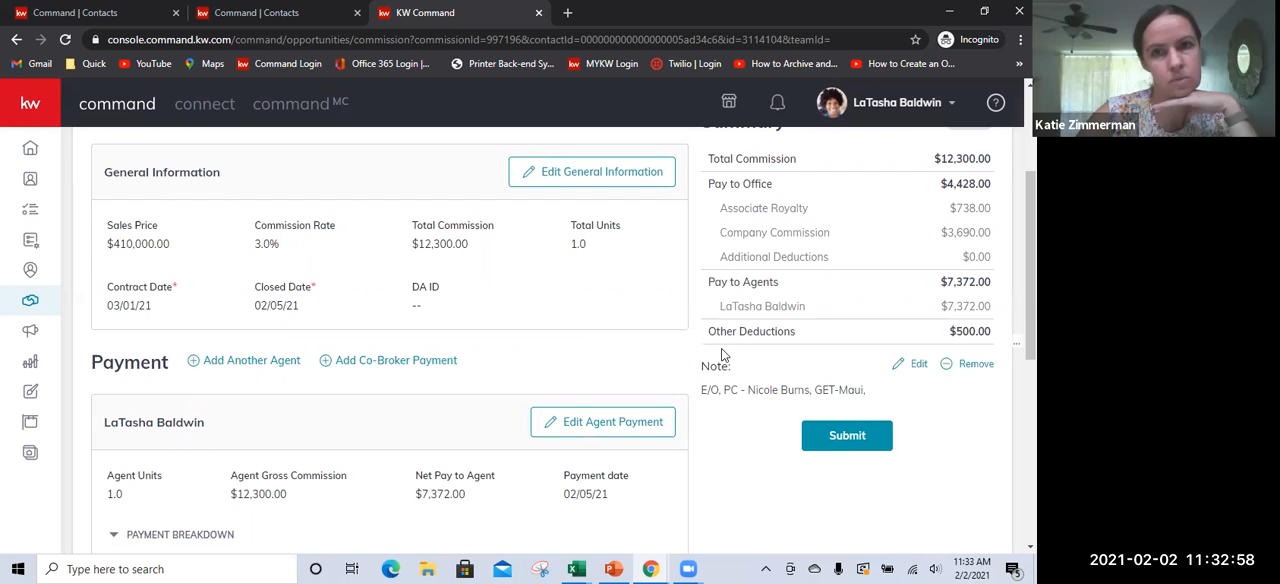 Command | Contacts
Command | Contacts
KW Command
console.command.kw.com/command/opportunities/commission?commissionId=997196&contactId=000000000000000005ad34c6&id=3114104&teamId=
Incognito
Gmail
Quick
YouTube
Maps
Command Login
Office 365 Login |...
Printer Back-end Sy...
MYKW Login
Twilio | Login
How to Archive and...
How to Create an O...
kw
command
connect
command MC
LaTasha Baldwin
Katie Zimmerman
General Information
Edit General Information
Sales Price
Commission Rate
Total Commission
Total Units
$410,000.00
3.0%
$12,300.00
1.0
Contract Date*
Closed Date*
DA ID
03/01/21
02/05/21
--
Payment
Add Another Agent
Add Co-Broker Payment
LaTasha Baldwin
Edit Agent Payment
Agent Units
Agent Gross Commission
Net Pay to Agent
Payment date
1.0
$12,300.00
$7,372.00
02/05/21
PAYMENT BREAKDOWN
Summary
Total Commission $12,300.00
Pay to Office $4,428.00
Associate Royalty $738.00
Company Commission $3,690.00
Additional Deductions $0.00
Pay to Agents $7,372.00
LaTasha Baldwin $7,372.00
Other Deductions $500.00
Note:
Edit
Remove
E/O, PC - Nicole Burns, GET-Maui,
Submit
Type here to search
11:33 AM
2/2/2021
5
2021-02-02 11:32:58